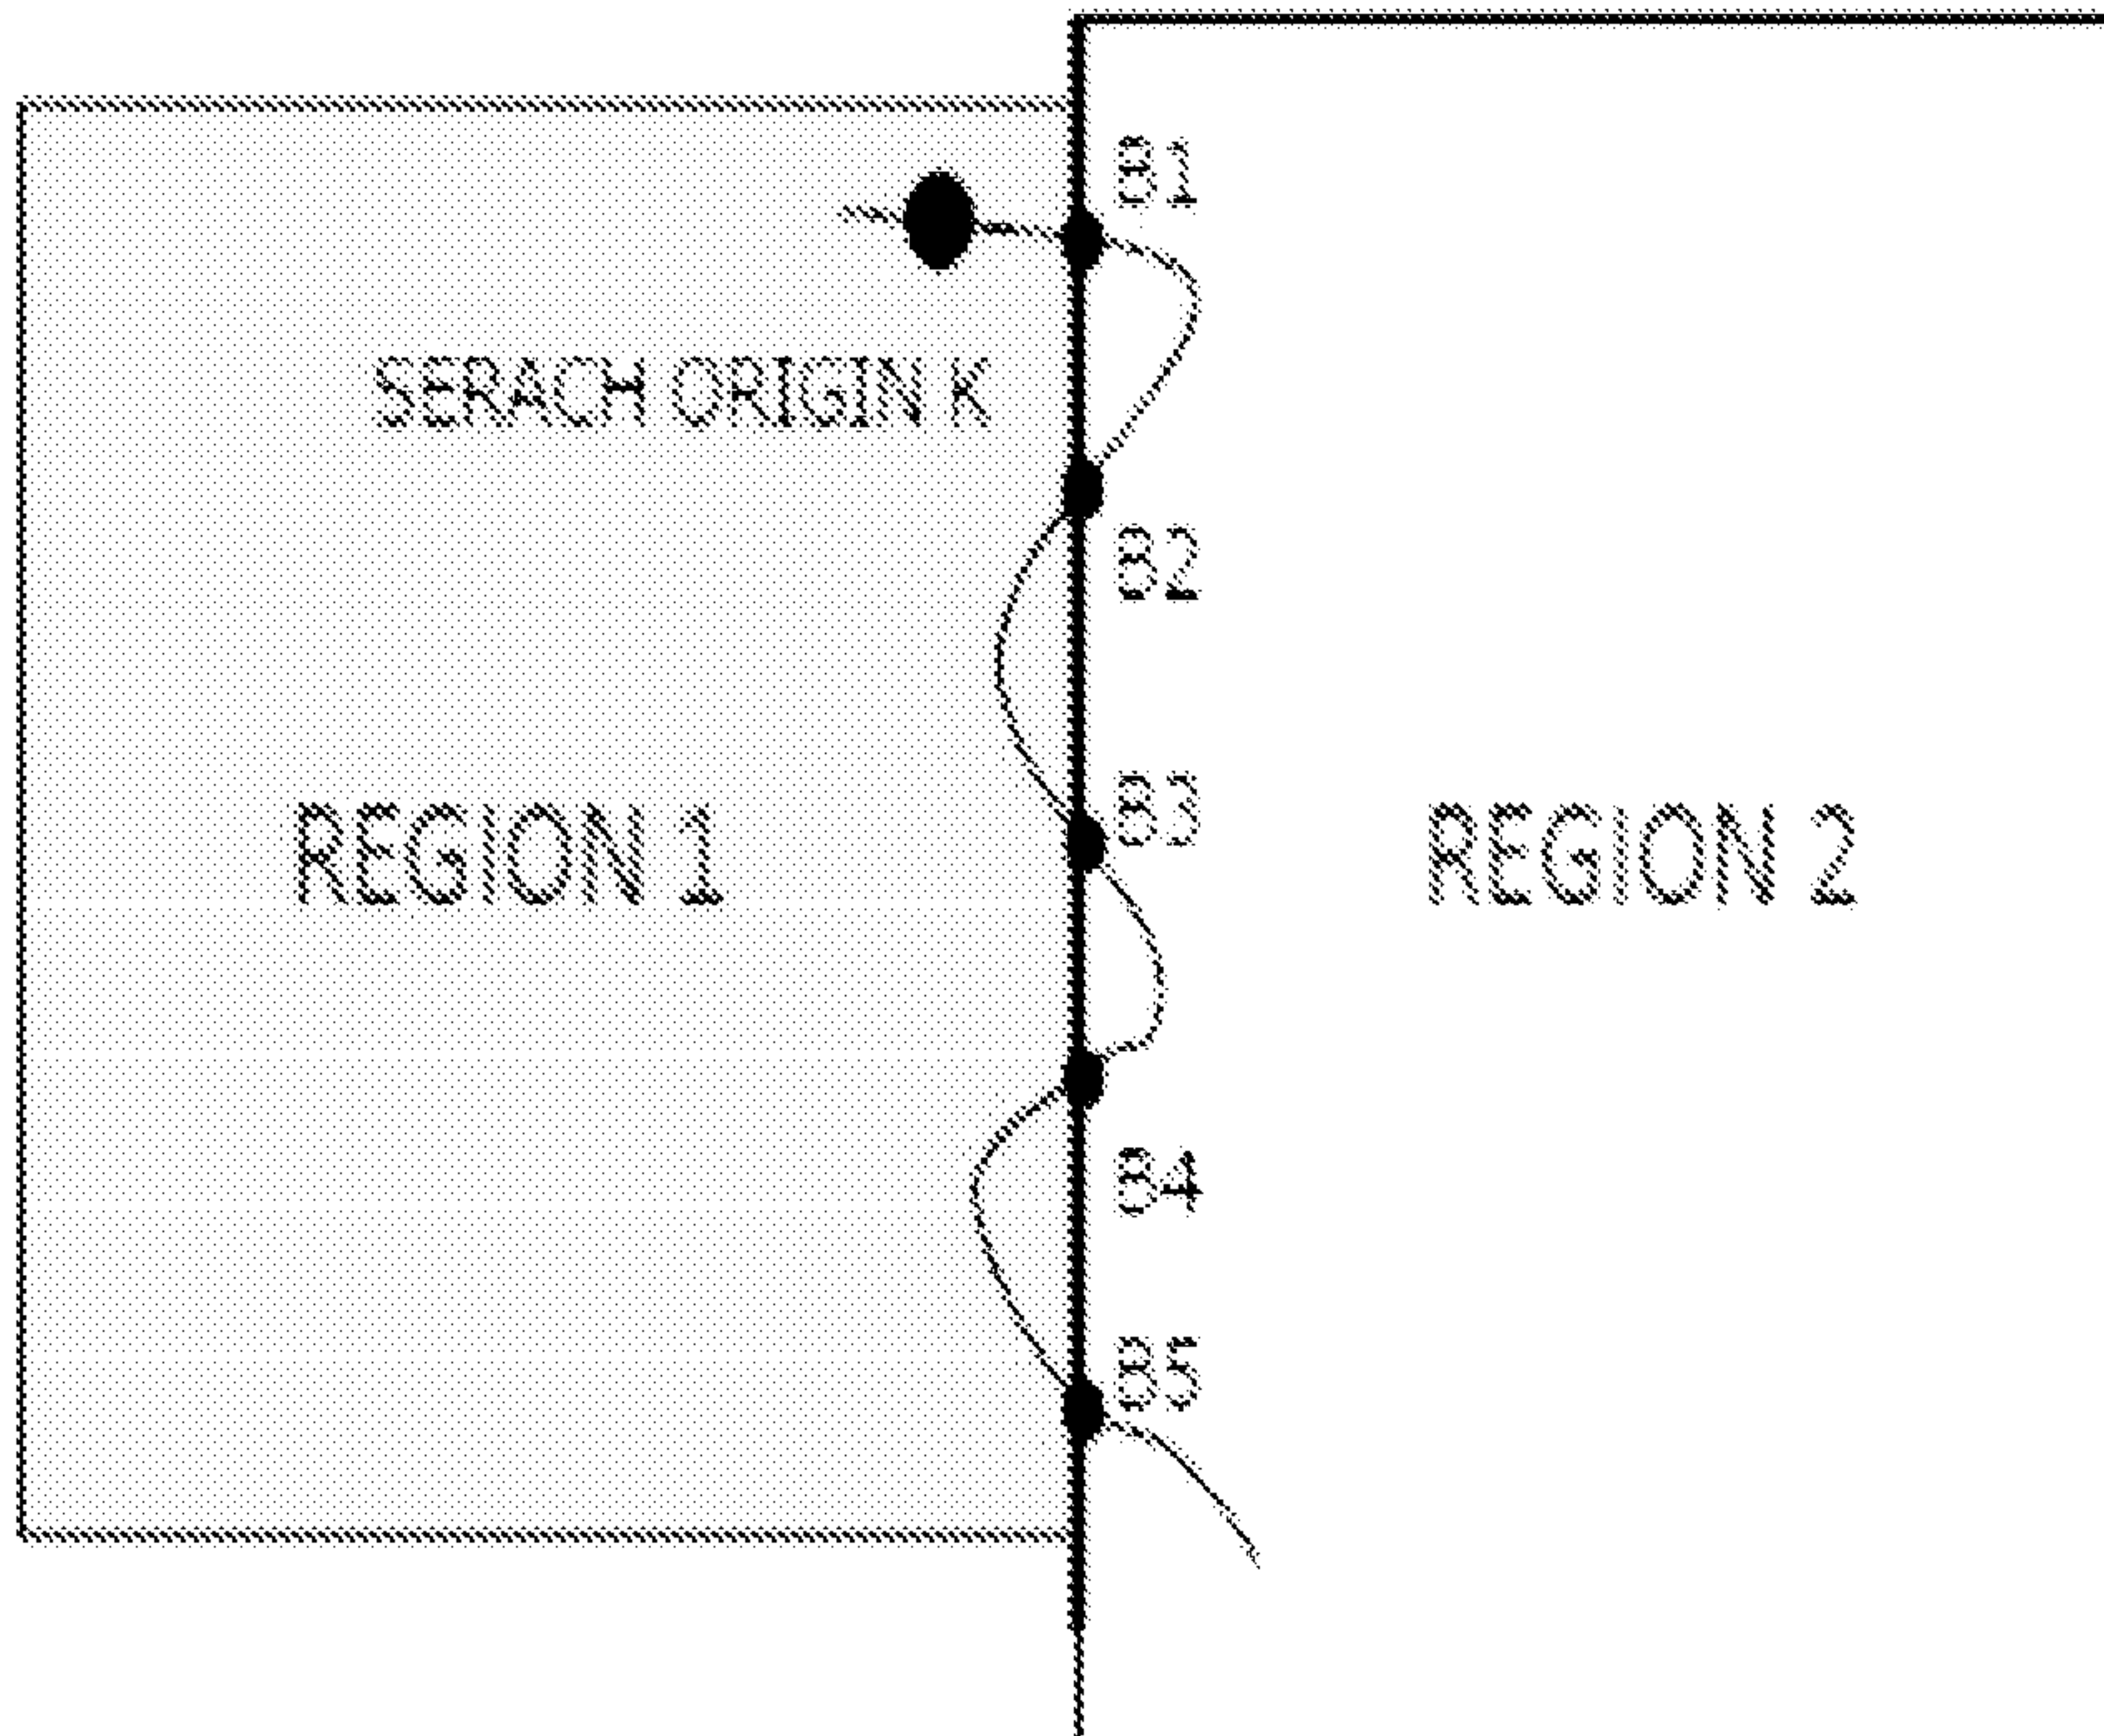 B1
SERACH ORIGIN K
B2
B3
REGION 1
REGION 2
B4
B5